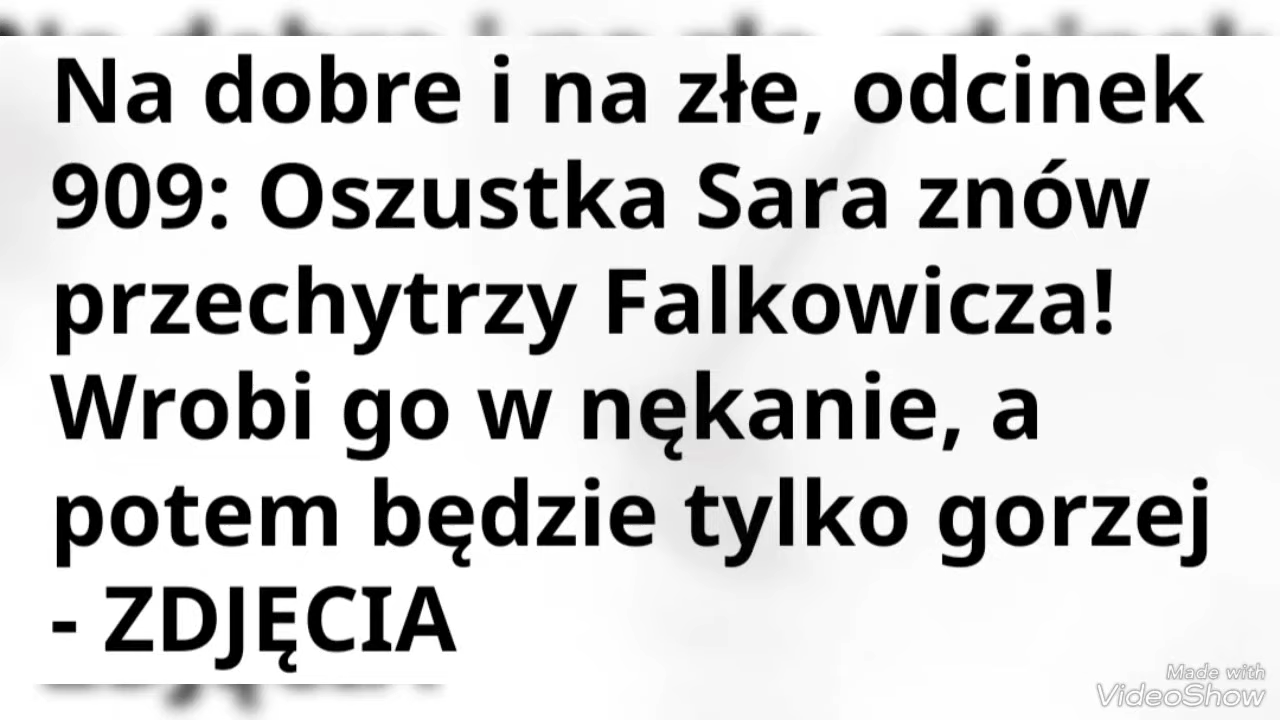 Na dobre i na złe, odcinek
909: Oszustka Sara znów
przechytrzy Falkowicza!
Wrobi go w nękanie, a
potem będzie tylko gorzej
- ZDJĘCIA
Made with
VideoShow